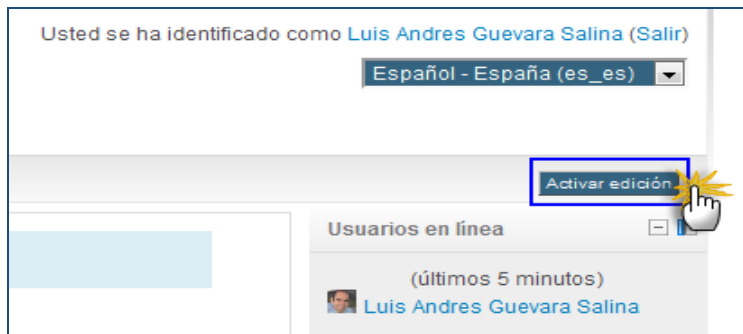 Usted se ha identificado como Luis Andres Guevara Salina (Salir)
Español - España (es_es)
Activar edición
Usuarios en línea
(últimos 5 minutos)
Luis Andres Guevara Salina